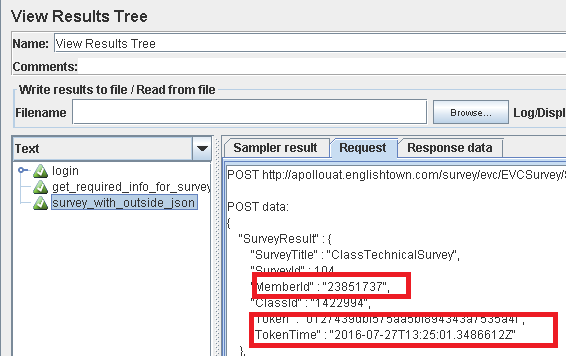 View Results Tree
Name: View Results Tree
Comments:
Write results to file / Read from file
Filename Browse... Log/Displ
Text Sampler result Request Response data
login
get_required_info_for_survey
survey_with_outside_json
POST http://apollouat.englishtown.com/survey/evc/EVCSurvey/S
POST data:
{
"SurveyResult" : {
"SurveyTitle" : "ClassTechnicalSurvey",
"SurveyId" : 104,
"MemberId" : "23851737",
"ClassId" : "1422994",
"Token" :
"TokenTime" : "2016-07-27T13:25:01.3486612Z"
},